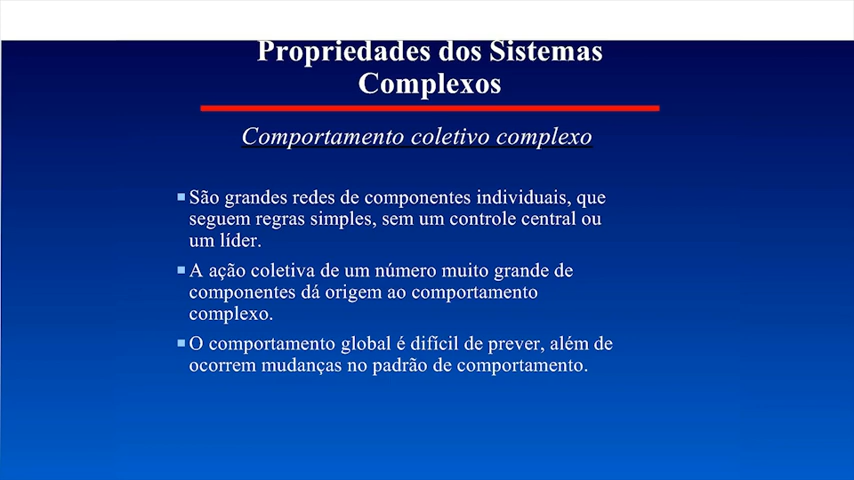 Propriedades dos Sistemas
Complexos
Comportamento coletivo complexo
São grandes redes de componentes individuais, que
seguem regras simples, sem um controle central ou
um líder.
A ação coletiva de um número muito grande de
componentes dá origem ao comportamento
complexo.
O comportamento global é difícil de prever, além de
ocorrem mudanças no padrão de comportamento.